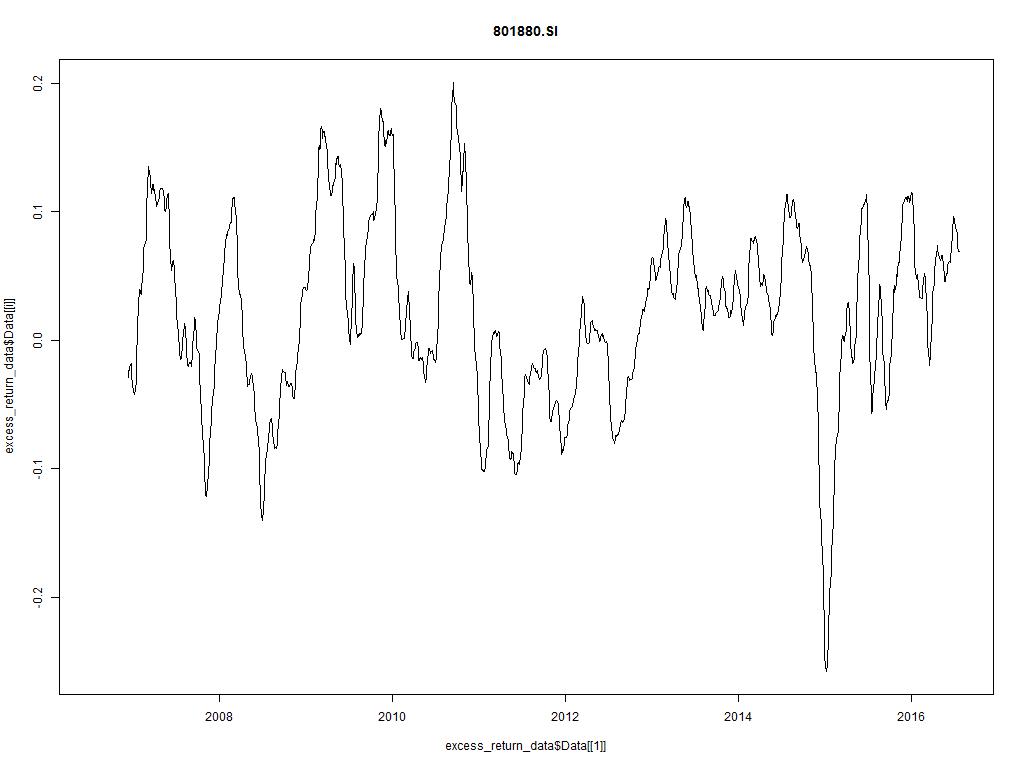 801880.SI
0.2
0.1
0.0
-0.1
-0.2
excess_return_data$Data[[i]]
2008 2010 2012 2014 2016
excess_return_data$Data[[1]]